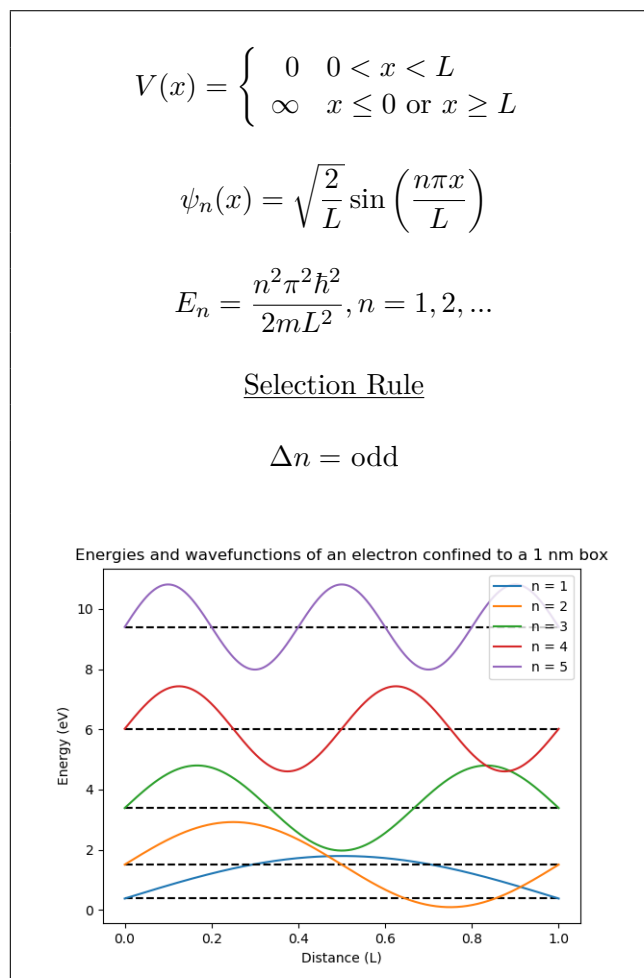 V(x) = { 0 0 < x < L
∞ x ≤ 0 or x ≥ L
ψₙ(x) = √(2/L) sin (nπx/L)
Eₙ = n²π²ℏ²/2mL², n = 1, 2, ...
Selection Rule
Δn = odd
Energies and wavefunctions of an electron confined to a 1 nm box
n = 1
n = 2
n = 3
n = 4
n = 5
10
8
6
4
2
0
Energy (eV)
0.0 0.2 0.4 0.6 0.8 1.0
Distance (L)